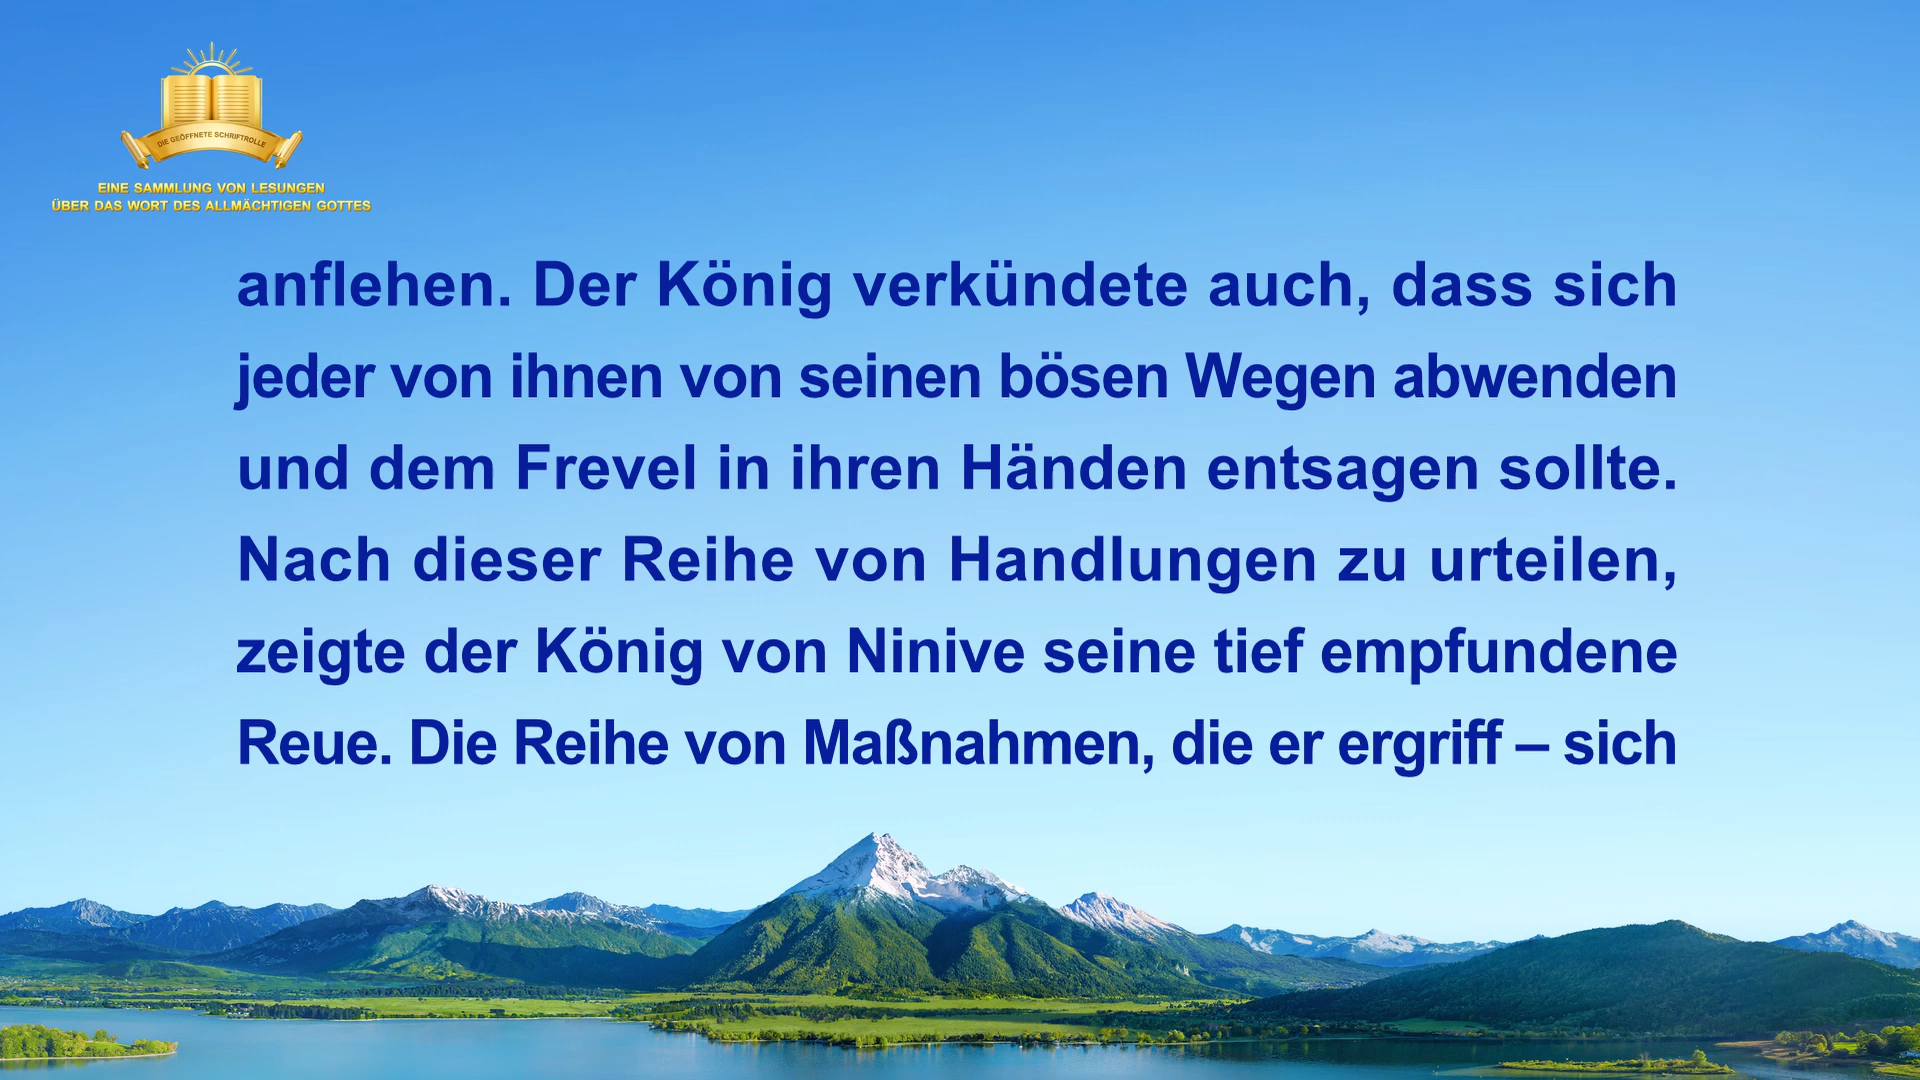 DIE GEÖFFNETE SCHRIFTROLLE
EINE SAMMLUNG VON LESUNGEN
ÜBER DAS WORT DES ALLMÄCHTIGEN GOTTES
anflehen. Der König verkündete auch, dass sich
jeder von ihnen von seinen bösen Wegen abwenden
und dem Frevel in ihren Händen entsagen sollte.
Nach dieser Reihe von Handlungen zu urteilen,
zeigte der König von Ninive seine tief empfundene
Reue. Die Reihe von Maßnahmen, die er ergriff – sich